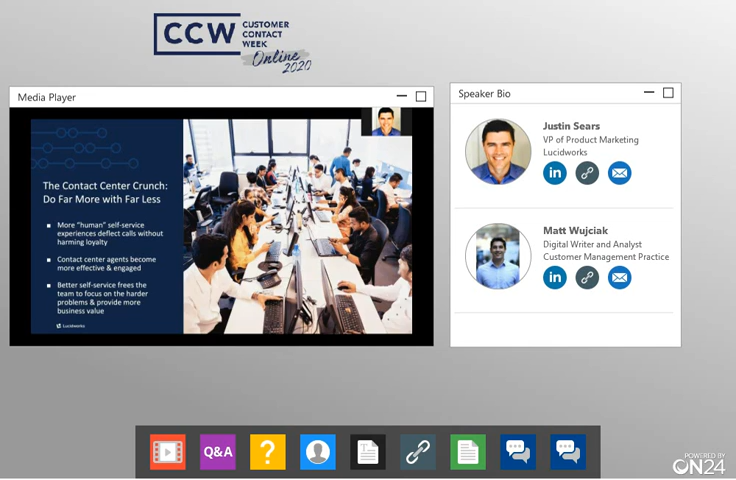 CCW CUSTOMER
CONTACT
WEEK
Online
2020
Media Player
The Contact Center Crunch:
Do Far More with Far Less
More “human” self-service
experiences deflect calls without
harming loyalty
Contact center agents become
more effective & engaged
Better self-service frees the
team to focus on the harder
problems & provide more
business value
Lucidworks
Speaker Bio
Justin Sears
VP of Product Marketing
Lucidworks
in
Matt Wujciak
Digital Writer and Analyst
Customer Management Practice
in
Q&A
?
POWERED BY
ON24